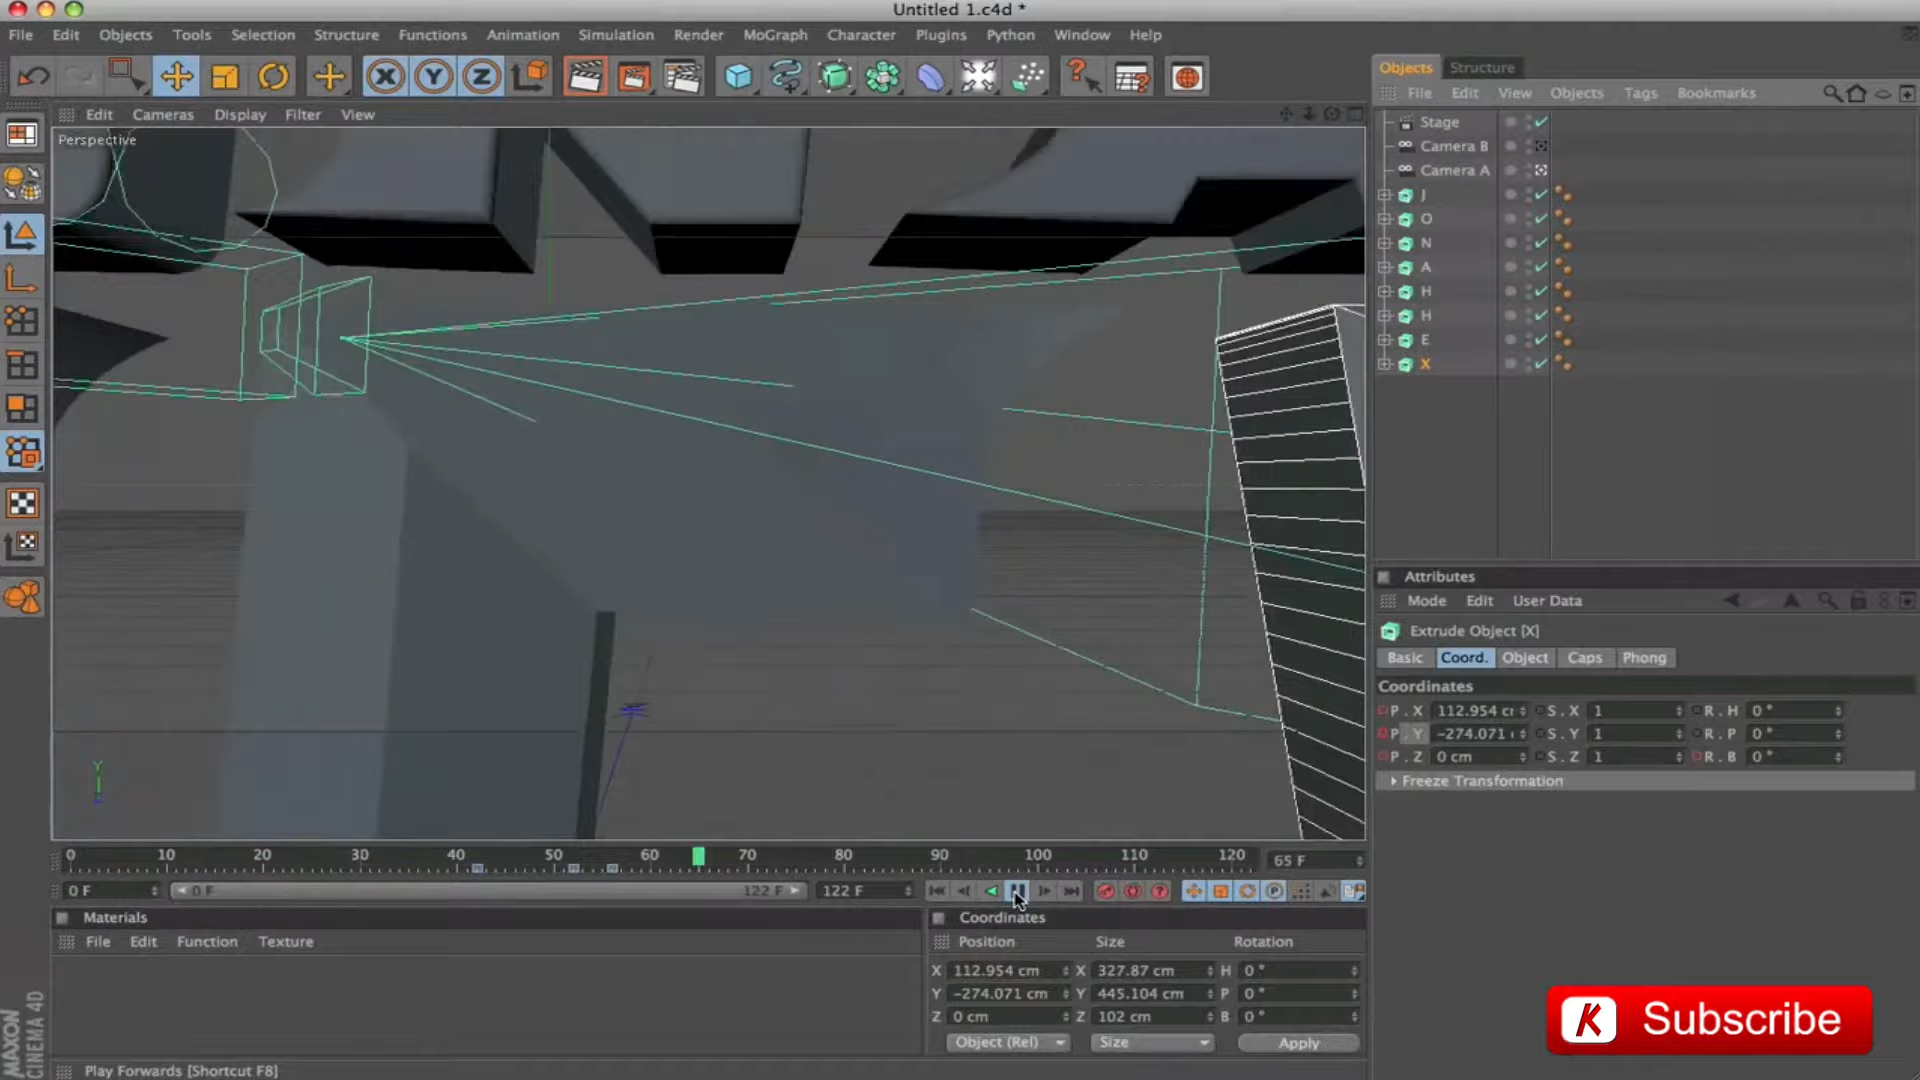 Untitled 1.c4d *
File Edit Objects Tools Selection Structure Functions Animation Simulation Render MoGraph Character Plugins Python Window Help
X Y Z
Edit Cameras Display Filter View
Perspective
Y
0 10 20 30 40 50 60 70 80 90 100 110 120 65 F
0 F 0 F 122 F 122 F
Materials
File Edit Function Texture
Coordinates
Position Size Rotation
X 112.954 cm X 327.87 cm H 0 °
Y -274.071 cm Y 445.104 cm P 0 °
Z 0 cm Z 102 cm B 0 °
Object (Rel) Size Apply
MAXON
CINEMA 4D
Play Forwards [Shortcut F8]
Objects Structure
File Edit View Objects Tags Bookmarks
Stage
Camera B
Camera A
J
O
N
A
H
H
E
X
Attributes
Mode Edit User Data
Extrude Object [X]
Basic Coord. Object Caps Phong
Coordinates
P . X 112.954 S . X 1 R . H 0 °
P . Y -274.071 S . Y 1 R . P 0 °
P . Z 0 cm S . Z 1 R . B 0 °
Freeze Transformation
K Subscribe